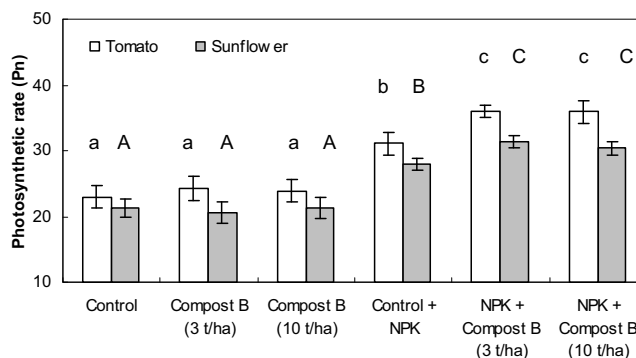 50
Tomato Sunflower
c C c C
40
b B
a A a A a A
30
20
10
Photosynthetic rate (Pn)
Control Compost B (3 t/ha) Compost B (10 t/ha) Control + NPK NPK + Compost B (3 t/ha) NPK + Compost B (10 t/ha)